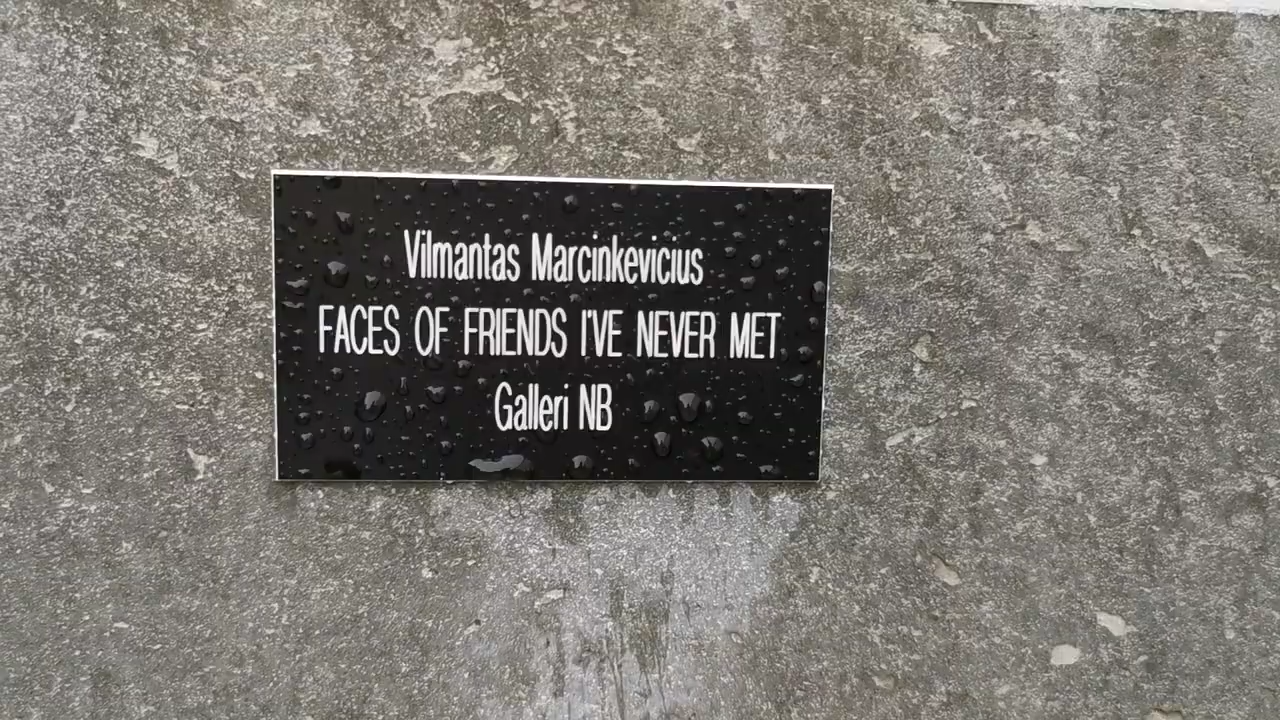 Vilmantas Marcinkevicius
FACES OF FRIENDS I'VE NEVER MET
Galleri NB